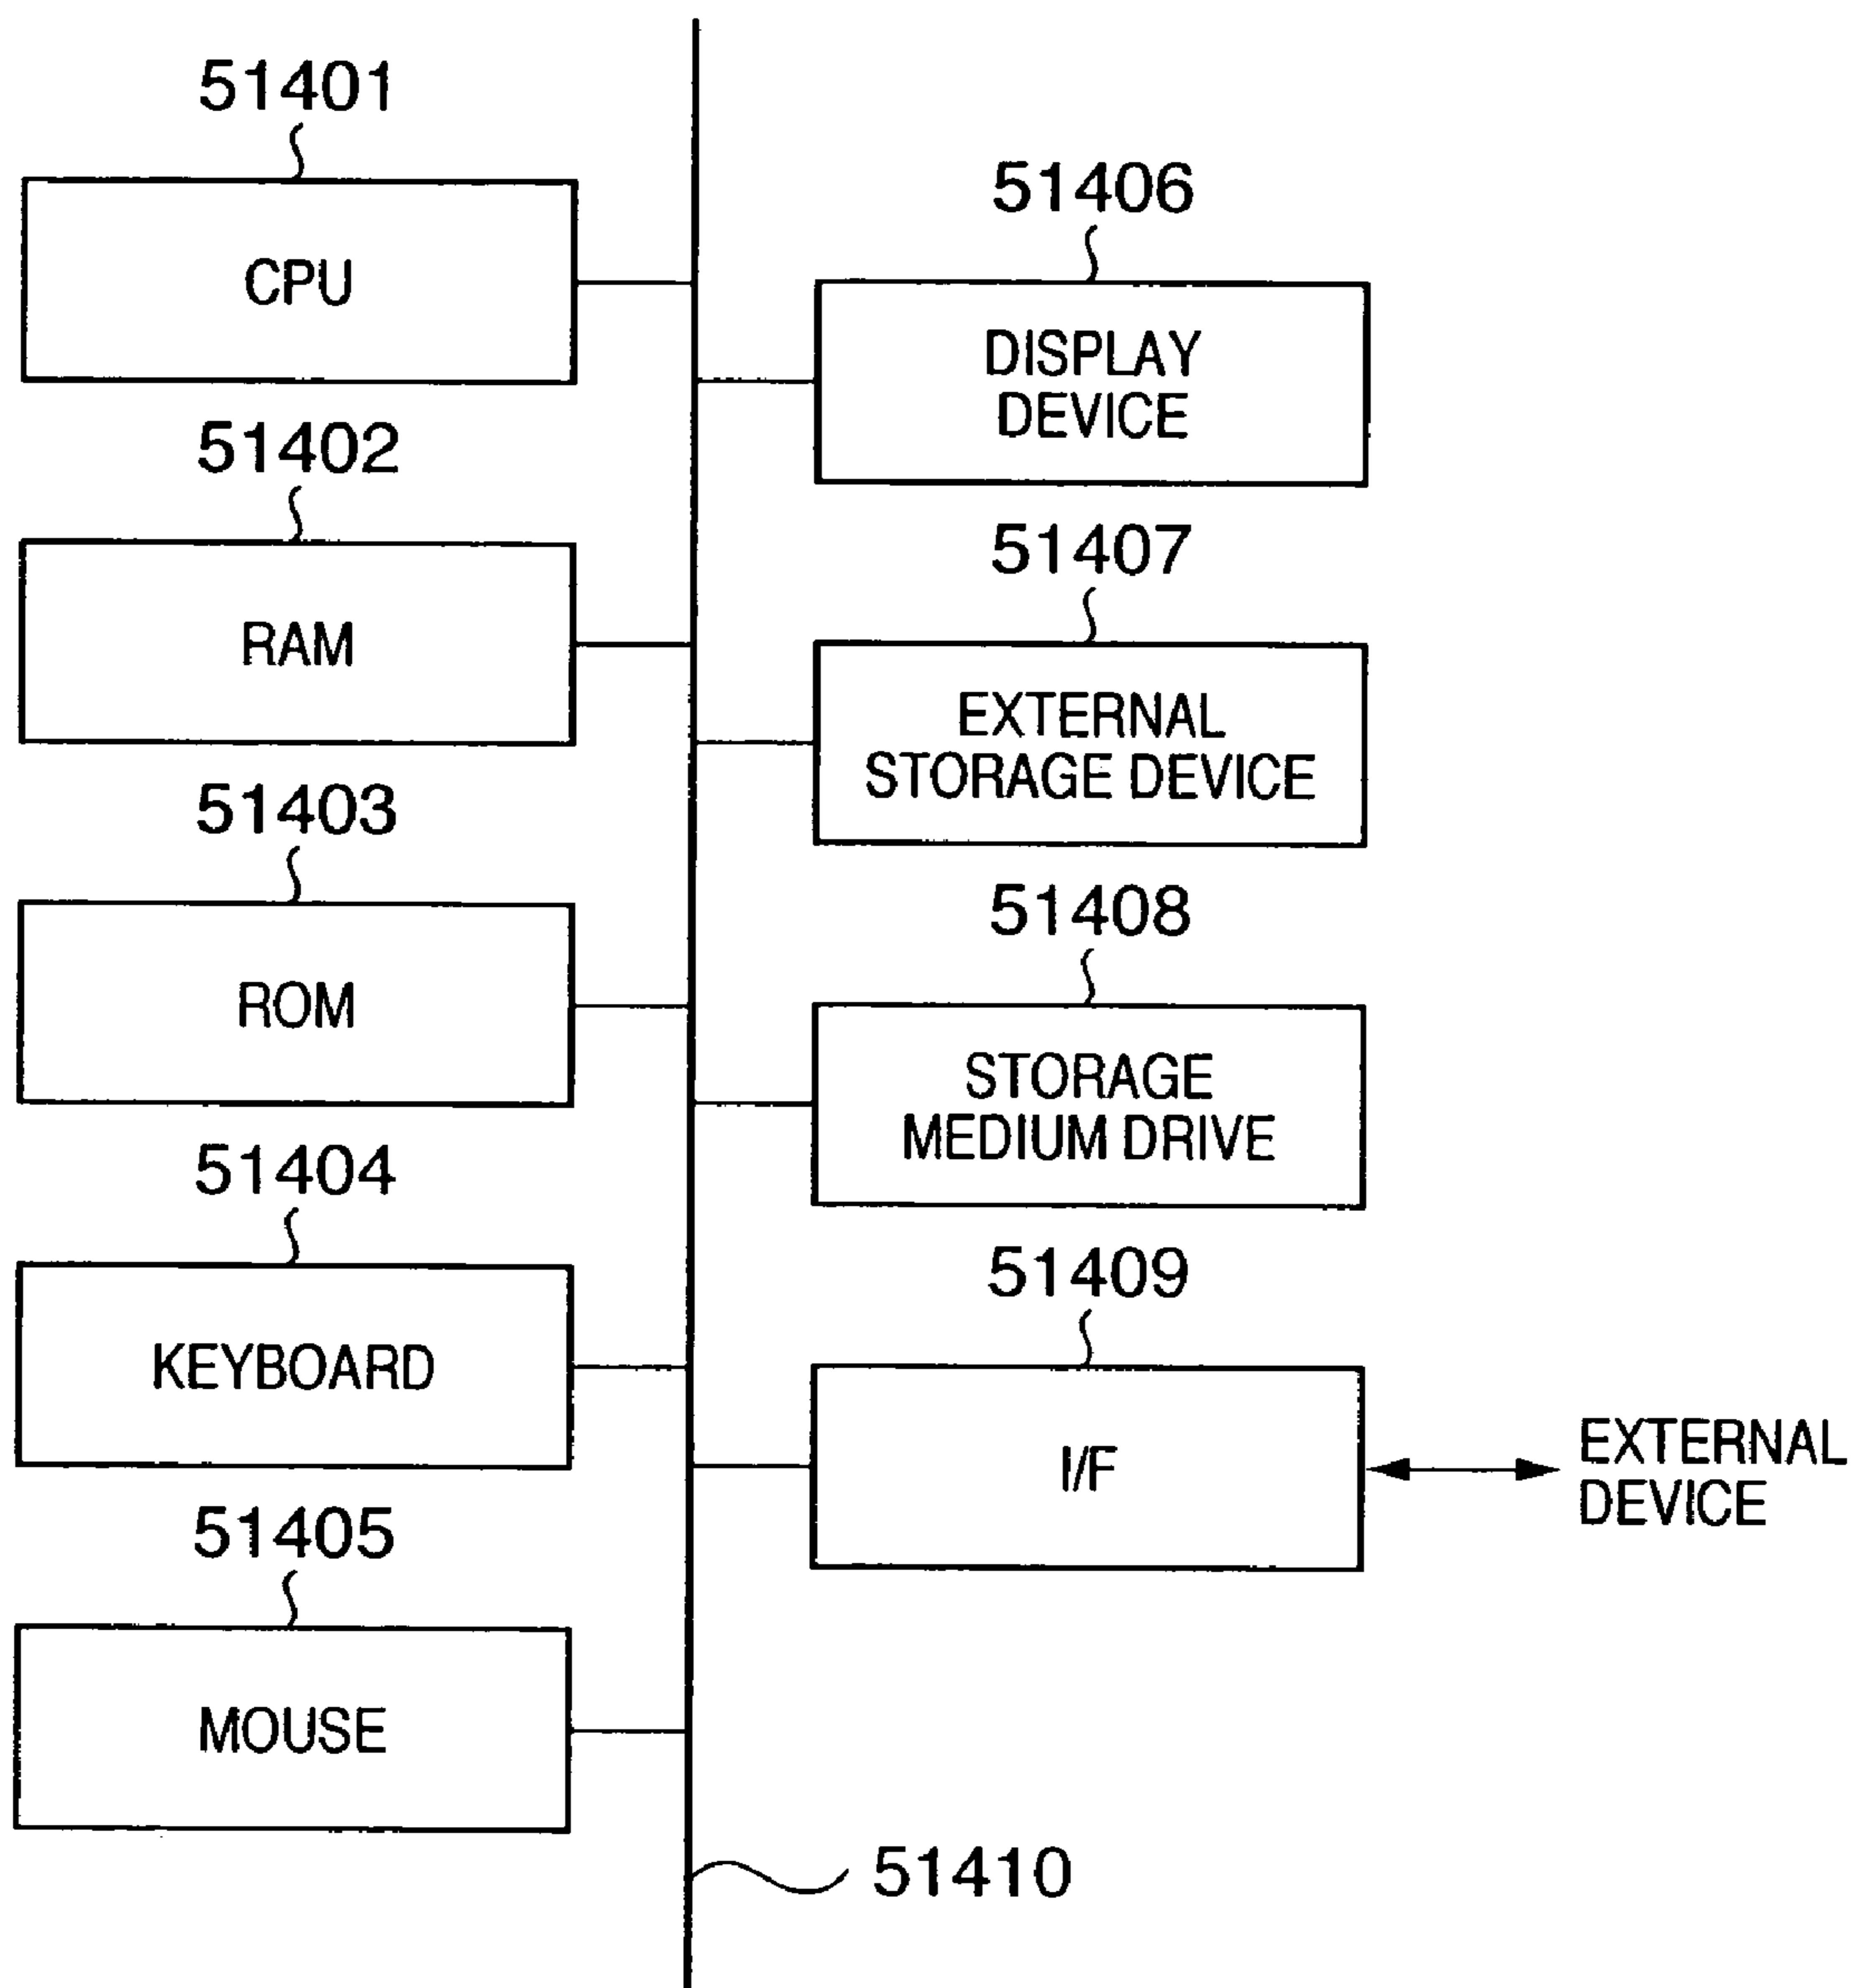 51401
CPU
51402
RAM
51403
ROM
51404
KEYBOARD
51405
MOUSE
51406
DISPLAY
DEVICE
51407
EXTERNAL
STORAGE DEVICE
51408
STORAGE
MEDIUM DRIVE
51409
I/F
EXTERNAL
DEVICE
51410